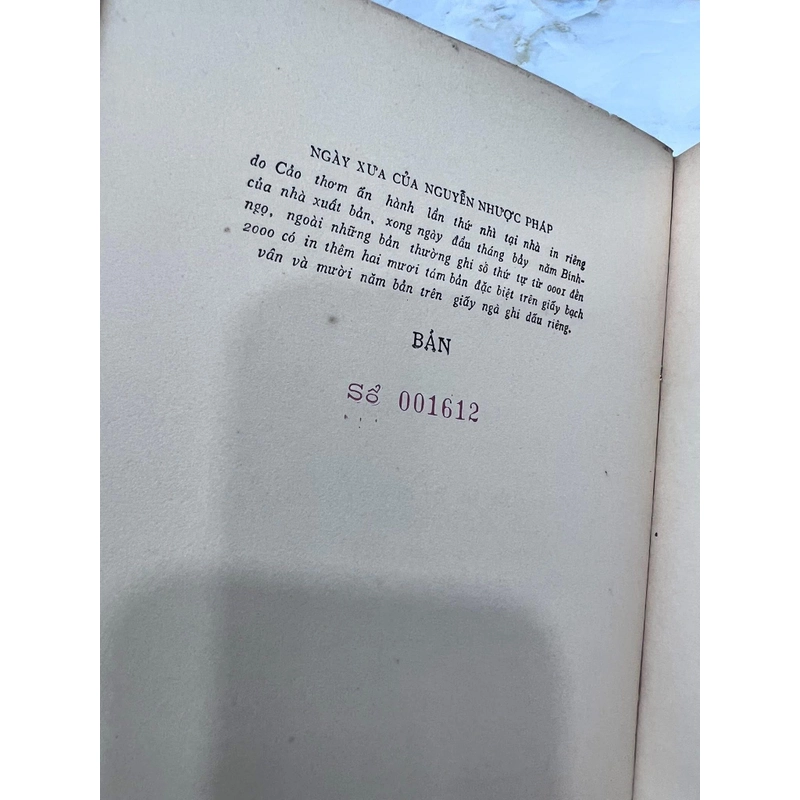 NGÀY XƯA CỦA NGUYỄN NHƯỢC PHÁP
do Cảo thơm ấn hành lần thứ nhì tại nhà in riêng
của nhà xuất bản, xong ngày đầu tháng bảy năm Bính-
ngọ, ngoài những bản thường ghi số thứ tự từ 0001 đến
2000 có in thêm hai mươi tám bản đặc biệt trên giấy bạch
vân và mười năm bản trên giấy ngà ghi dấu riêng.
BẢN
Số 001612